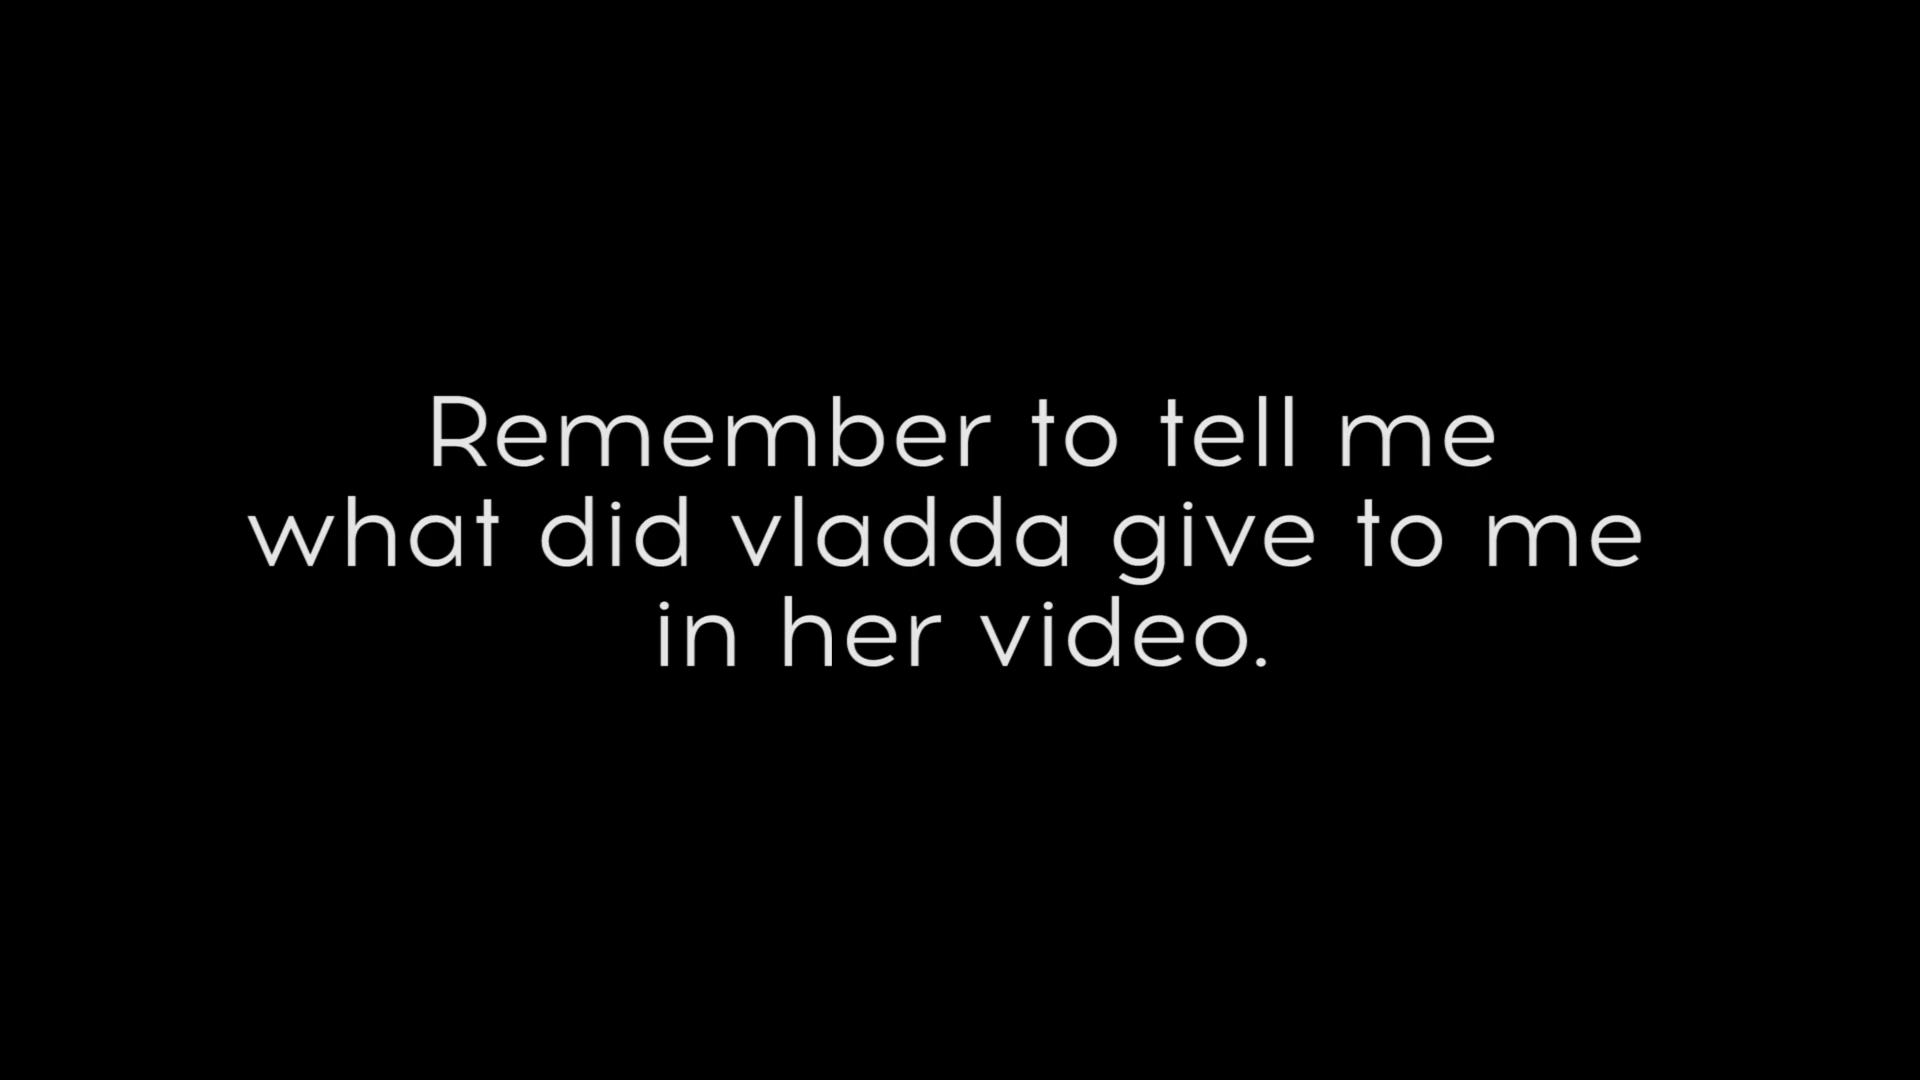 Remember to tell me
what did vladda give to me
in her video.